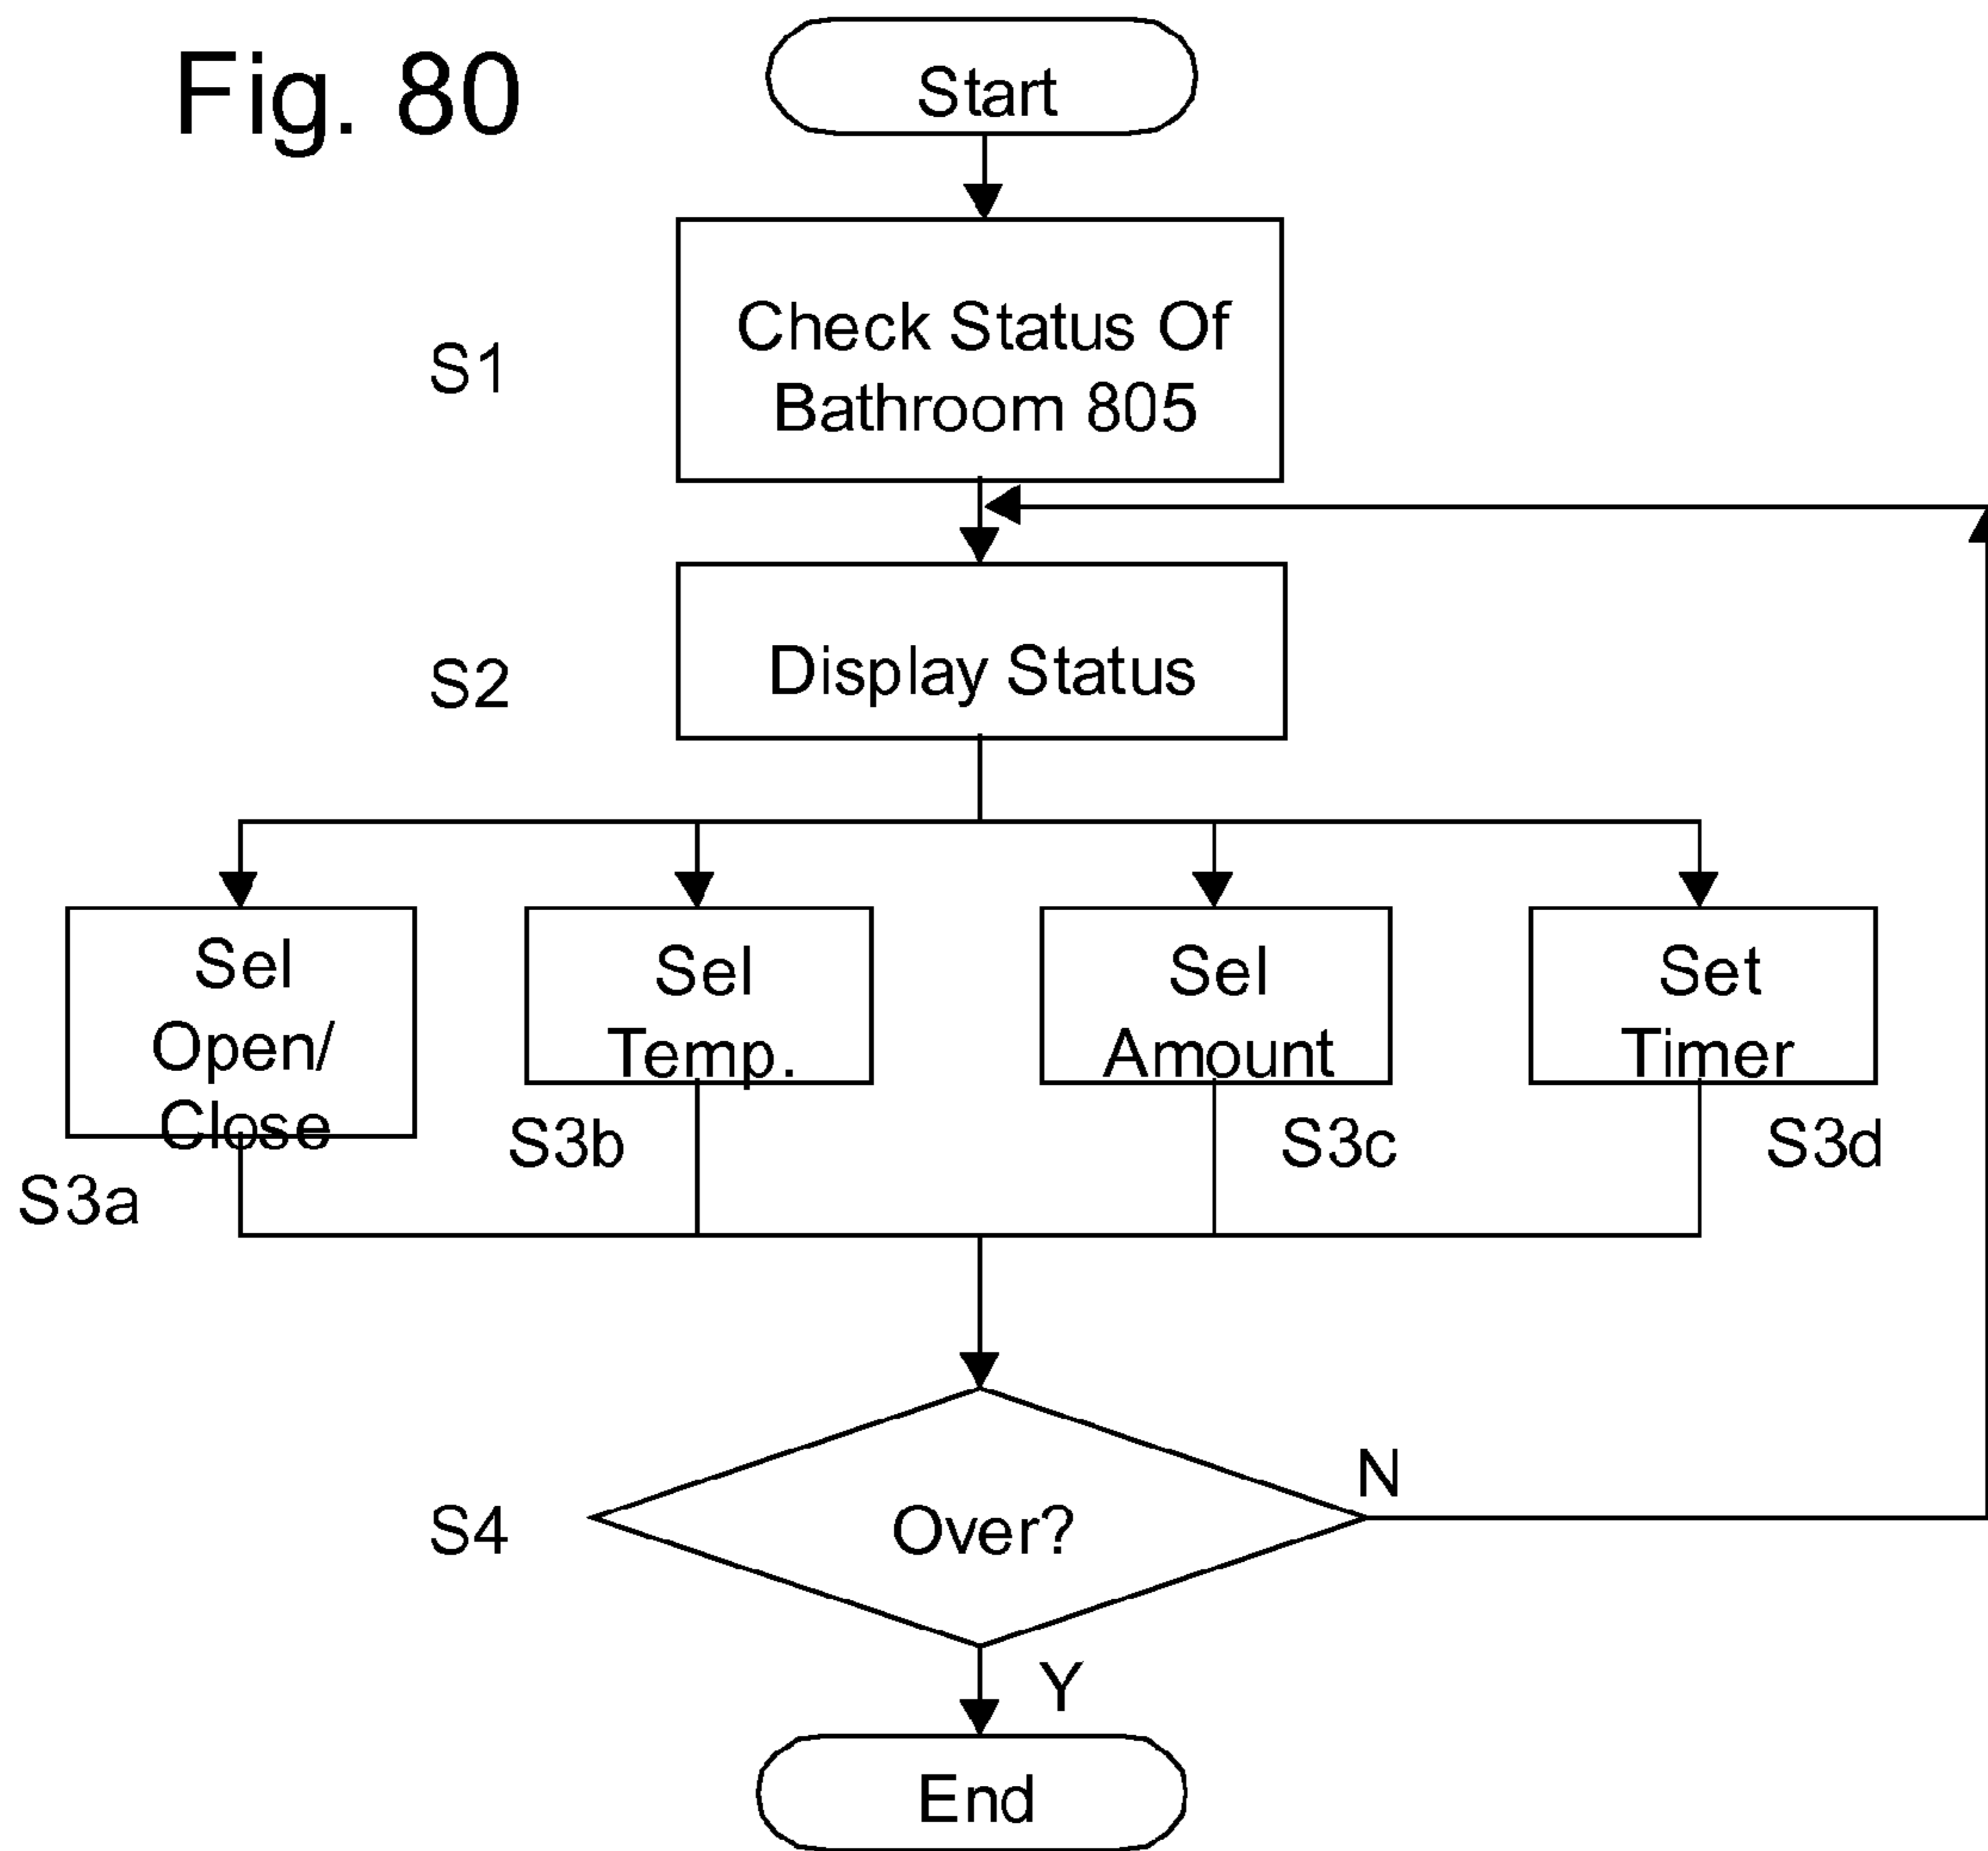 Fig. 80
Start
S1
Check Status Of
Bathroom 805
S2
Display Status
Sel
Open/
Close
S3a
Sel
Temp.
S3b
Sel
Amount
S3c
Set
Timer
S3d
S4
Over?
N
Y
End